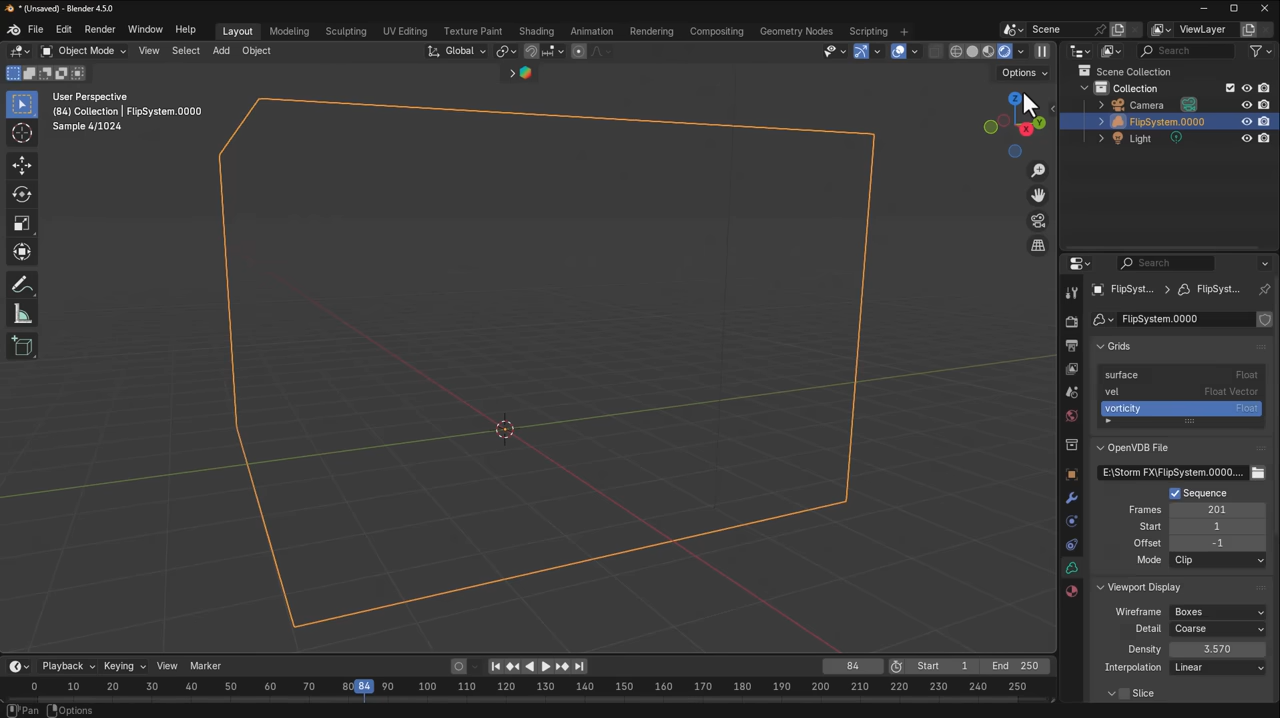 * (Unsaved) - Blender 4.5.0
File Edit Render Window Help Layout Modeling Sculpting UV Editing Texture Paint Shading Animation Rendering Compositing Geometry Nodes Scripting + Scene ViewLayer
Object Mode View Select Add Object Global Search
Options
User Perspective
(84) Collection | FlipSystem.0000
Sample 4/1024
Z
Y
X
Scene Collection
Collection
Camera
FlipSystem.0000
Light
Search
FlipSyst... > FlipSyst...
FlipSystem.0000
Grids
surface Float
vel Float Vector
vorticity Float
OpenVDB File
E:\Storm FX\FlipSystem.0000....
Sequence
Frames 201
Start 1
Offset -1
Mode Clip
Viewport Display
Wireframe Boxes
Detail Coarse
Density 3.570
Interpolation Linear
Slice
Playback Keying View Marker 84 Start 1 End 250
0 10 20 30 40 50 60 70 80 84 90 100 110 120 130 140 150 160 170 180 190 200 210 220 230 240 250
Pan Options